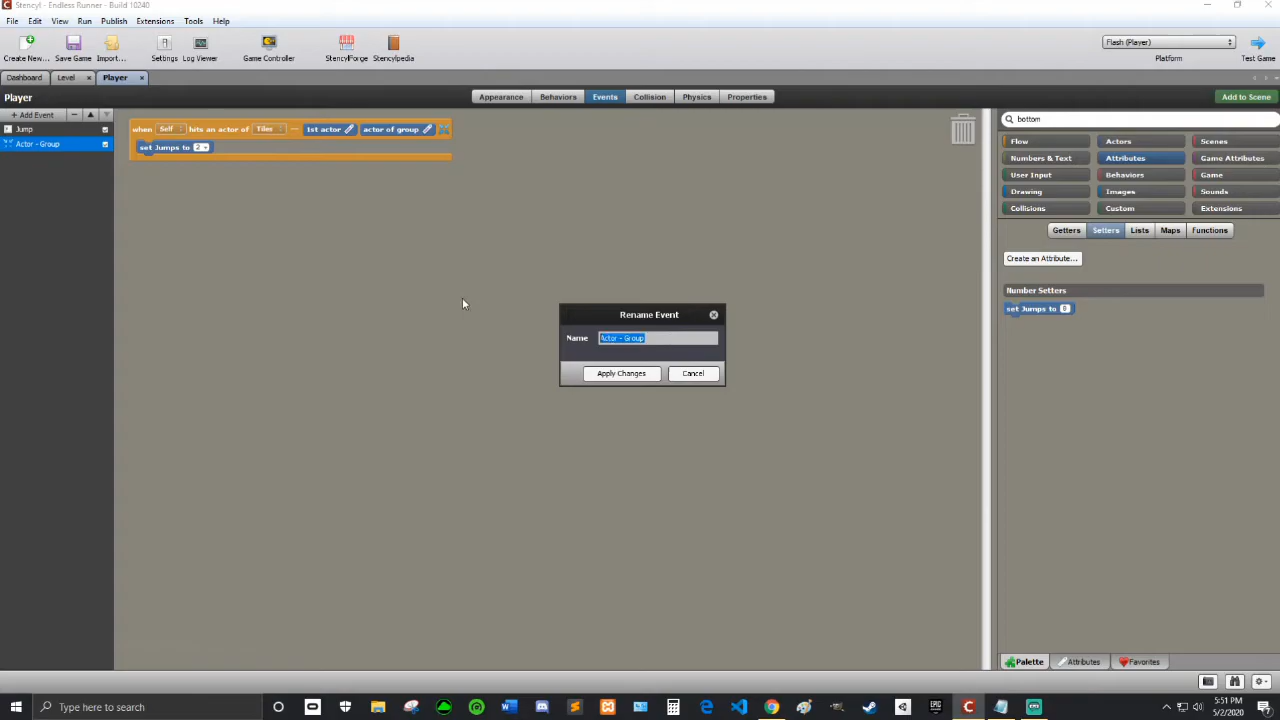 Stencyl - Endless Runner - Build 10240
File Edit View Run Publish Extensions Tools Help
Create New... Save Game Import... Settings Log Viewer Game Controller StencylForge Stencylpedia
Flash (Player)
Platform
Test Game
Dashboard Level Player
Player
Appearance Behaviors Events Collision Physics Properties
Add to Scene
+ Add Event
Jump
Actor - Group
when Self hits an actor of Tiles — 1st actor actor of group
set Jumps to 2
Rename Event
Name Actor - Group
Apply Changes Cancel
bottom
Flow Actors Scenes
Numbers & Text Attributes Game Attributes
User Input Behaviors Game
Drawing Images Sounds
Collisions Custom Extensions
Getters Setters Lists Maps Functions
Create an Attribute...
Number Setters
set Jumps to 0
Palette Attributes Favorites
Type here to search
5:51 PM
5/2/2020